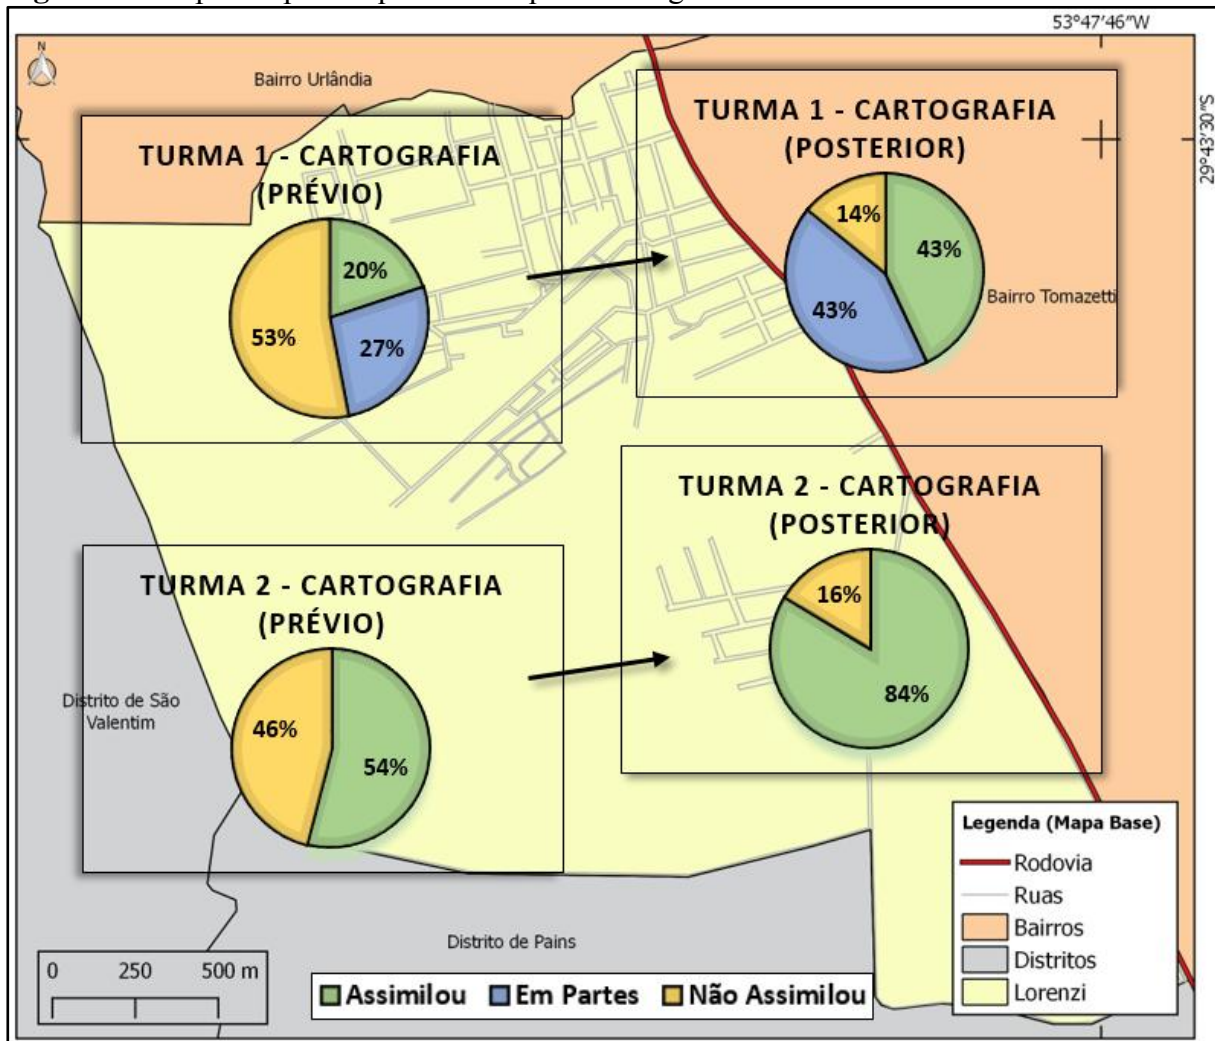 53°47'46"W
29°43'30"S
N
Bairro Urlândia
TURMA 1 - CARTOGRAFIA
(PRÉVIO)
20%
27%
53%
TURMA 1 - CARTOGRAFIA
(POSTERIOR)
14%
43%
43%
Bairro Tomazetti
TURMA 2 - CARTOGRAFIA
(PRÉVIO)
46%
54%
TURMA 2 - CARTOGRAFIA
(POSTERIOR)
16%
84%
Distrito de São
Valentim
Distrito de Pains
0 250 500 m
Assimilou Em Partes Não Assimilou
Legenda (Mapa Base)
Rodovia
Ruas
Bairros
Distritos
Lorenzi